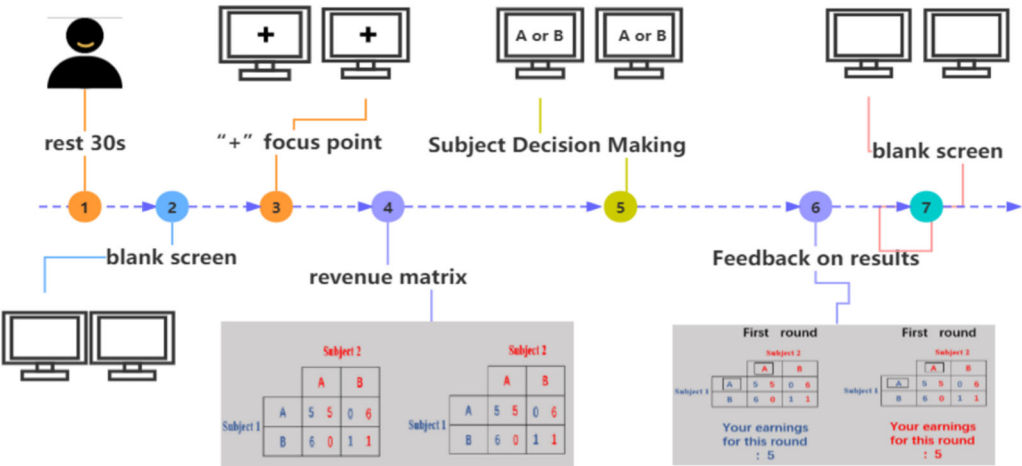 + +
A or B A or B
rest 30s
“+” focus point
Subject Decision Making
blank screen
1 2 3 4 5 6 7
blank screen
revenue matrix
Feedback on results
Subject 2
A B
Subject 1
A 5 5 0 6
B 6 0 1 1
Subject 2
A B
Subject 1
A 5 5 0 6
B 6 0 1 1
First round
Subject 2
A B
Subject 1
A 5 5 0 6
B 6 0 1 1
Your earnings
for this round
: 5
First round
Subject 2
A B
Subject 1
A 5 5 0 6
B 6 0 1 1
Your earnings
for this round
: 5